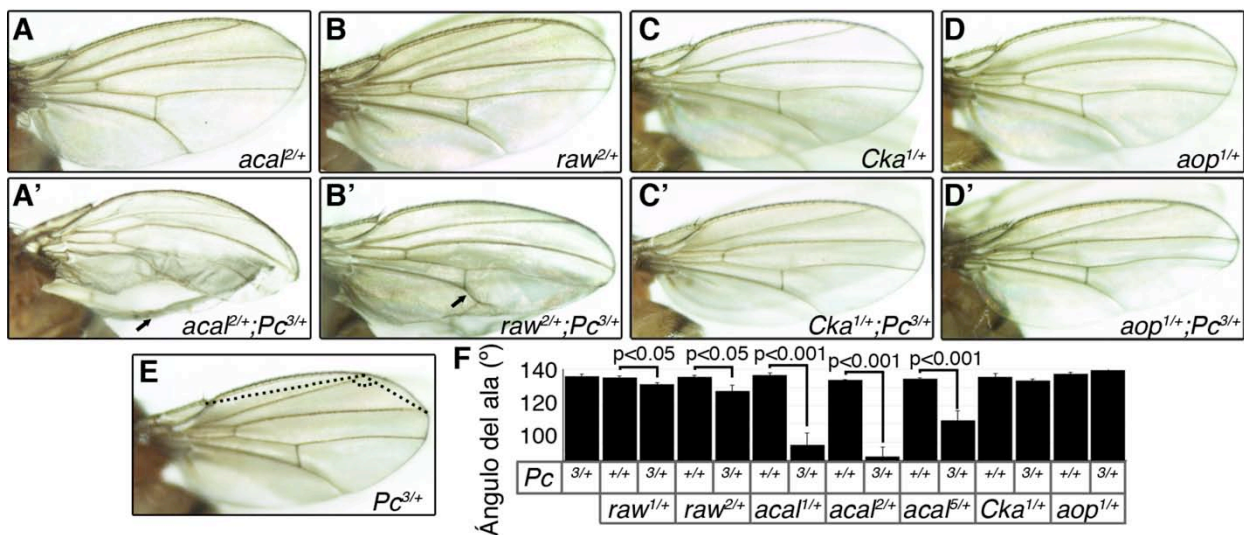 A
acal2/+
B
raw2/+
C
Cka1/+
D
aop1/+
A'
acal2/+;Pc3/+
B'
raw2/+;Pc3/+
C'
Cka1/+;Pc3/+
D'
aop1/+;Pc3/+
E
Pc3/+
F
Ángulo del ala (º)
p<0.05 p<0.05 p<0.001 p<0.001 p<0.001
140
120
100
Pc 3/+ +/+ 3/+ +/+ 3/+ +/+ 3/+ +/+ 3/+ +/+ 3/+ +/+ 3/+ +/+ 3/+
raw1/+ raw2/+ acal1/+ acal2/+ acal5/+ Cka1/+ aop1/+